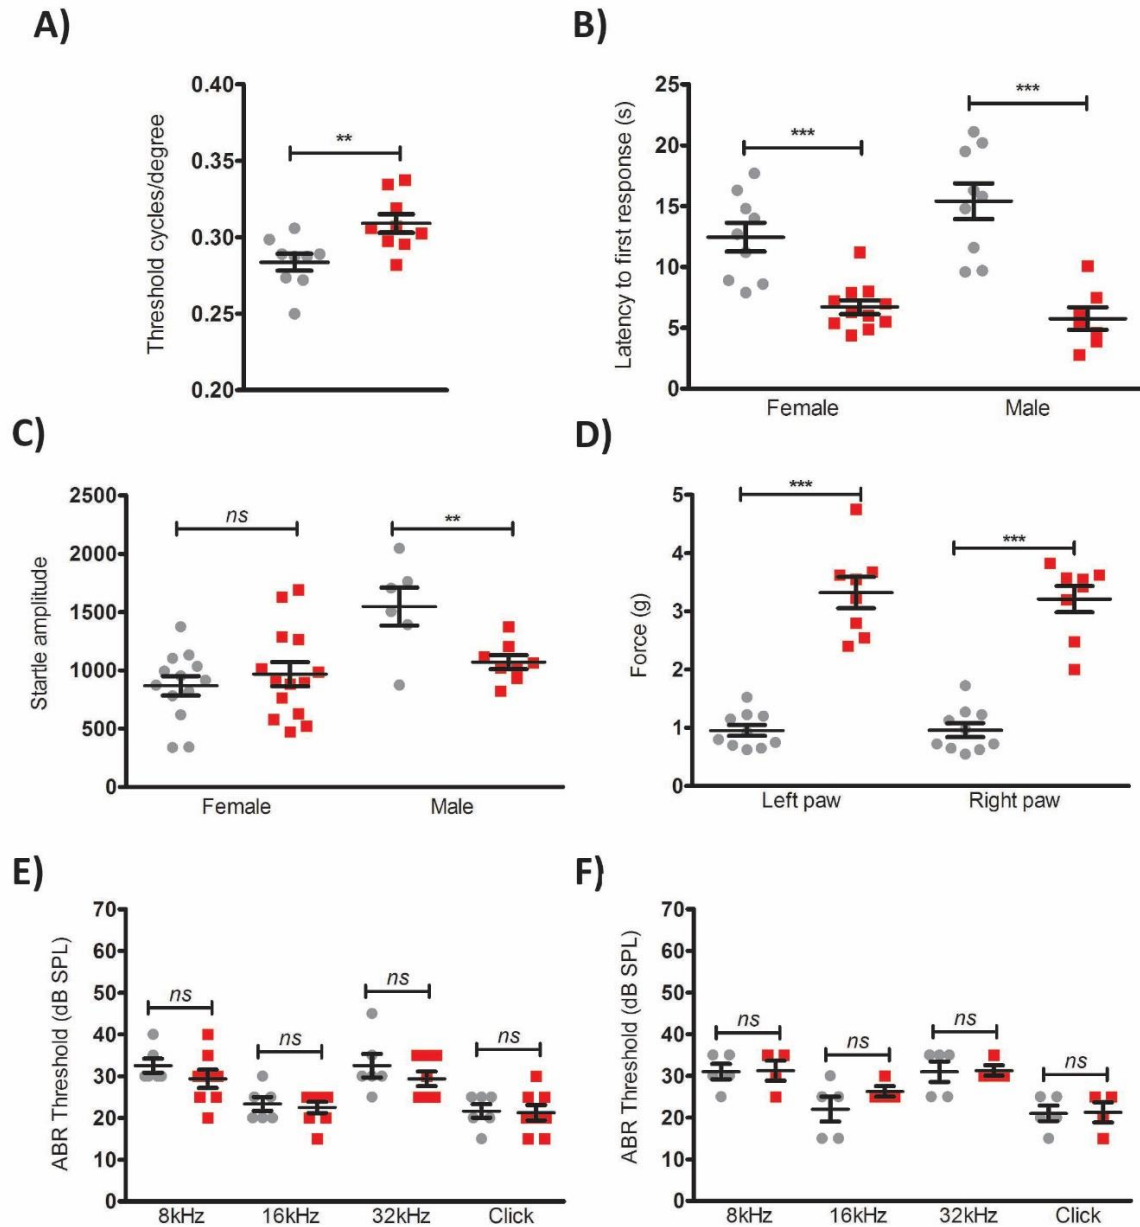 A)
Threshold cycles/degree
0.40
0.35
0.30
0.25
0.20
**
B)
Latency to first response (s)
25
20
15
10
5
0
***
***
Female Male
C)
Startle amplitude
2500
2000
1500
1000
500
0
ns
**
Female Male
D)
Force (g)
5
4
3
2
1
0
***
***
Left paw Right paw
E)
ABR Threshold (dB SPL)
70
60
50
40
30
20
10
0
ns
ns
ns
ns
8kHz 16kHz 32kHz Click
F)
ABR Threshold (dB SPL)
70
60
50
40
30
20
10
0
ns
ns
ns
ns
8kHz 16kHz 32kHz Click